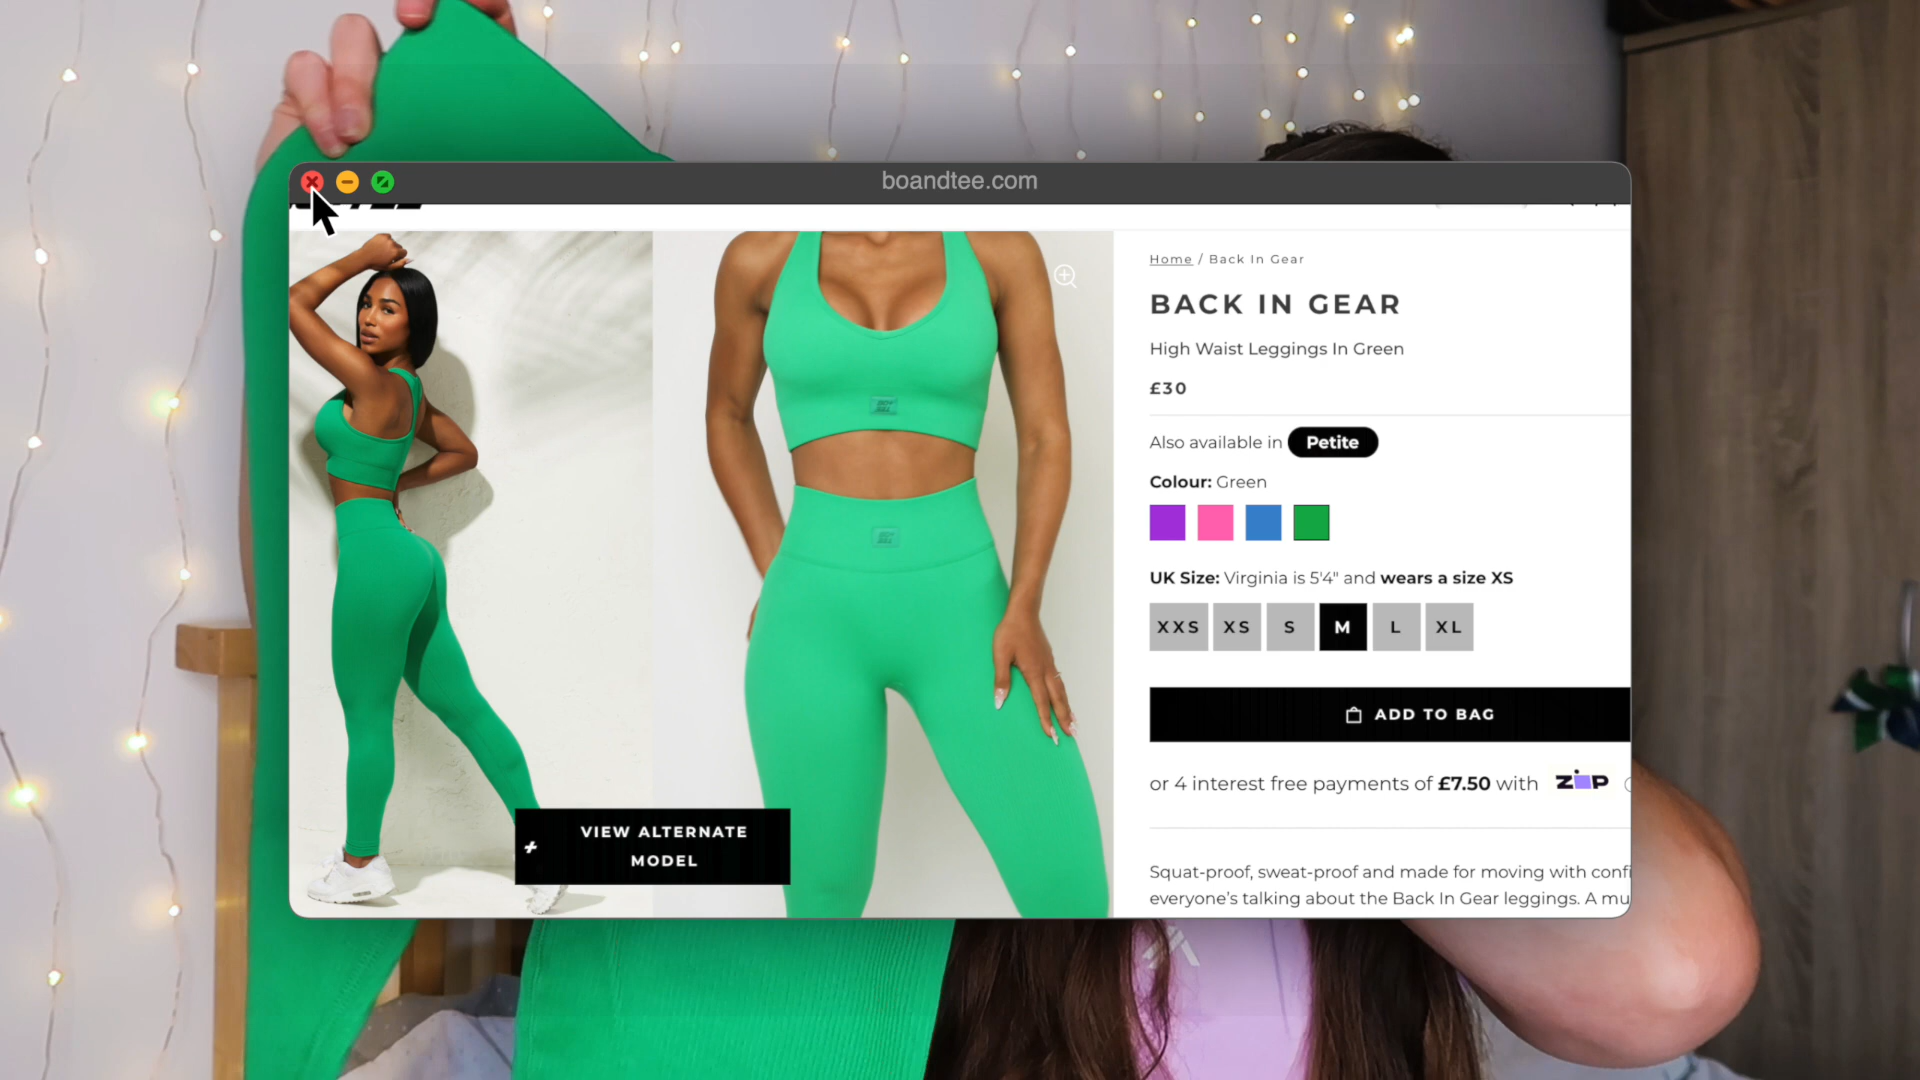 boandtee.com
Home / Back In Gear
BACK IN GEAR
High Waist Leggings In Green
£30
Also available in Petite
Colour: Green
UK Size: Virginia is 5'4" and wears a size XS
XXS XS S M L XL
ADD TO BAG
or 4 interest free payments of £7.50 with ZIP
VIEW ALTERNATE
MODEL
Squat-proof, sweat-proof and made for moving with confi
everyone's talking about the Back In Gear leggings. A mu